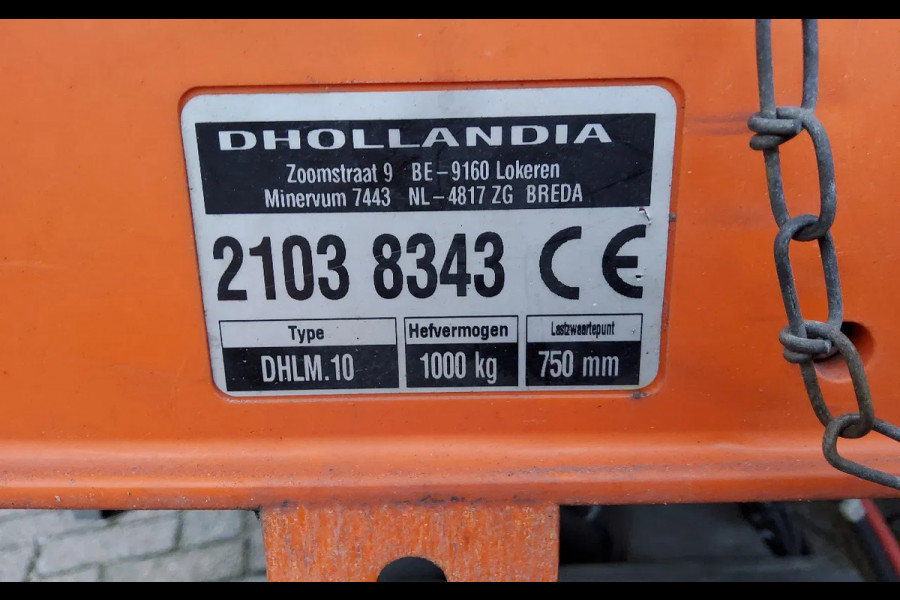 DHOLLANDIA
Zoomstraat 9 BE-9160 Lokeren
Minervum 7443 NL-4817 ZG BREDA
2103 8343 CE
Type Hefvermogen Lastzwaartepunt
DHLM.10 1000 kg 750 mm